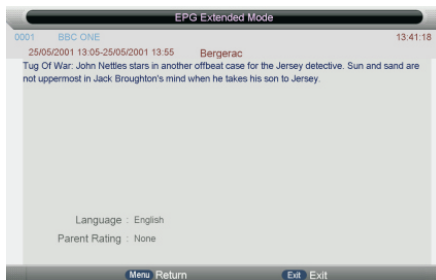 EPG Extended Mode
0001 BBC ONE 13:41:18
25/05/2001 13:05-25/05/2001 13:55 Bergerac
Tug Of War: John Nettles stars in another offbeat case for the Jersey detective. Sun and sand are
not uppermost in Jack Broughton's mind when he takes his son to Jersey.
Language : English
Parent Rating : None
Menu Return Exit Exit